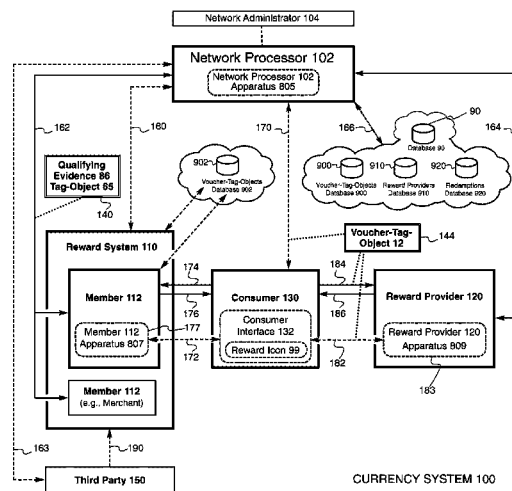 Network Administrator 104
Network Processor 102
Network Processor 102
Apparatus 805
162
160
170
166
90
Database 90
164
902
Voucher-Tag-Objects
Database 902
900
Voucher-Tag-Objects
Database 900
910
Reward Providers
Database 910
920
Redemptions
Database 920
Qualifying
Evidence 86
Tag-Object 65
140
Voucher-Tag-
Object 12
144
Reward System 110
Member 112
Member 112
Apparatus 807
174
176
177
172
Consumer 130
Consumer
Interface 132
Reward Icon 99
184
186
182
Reward Provider 120
Reward Provider 120
Apparatus 809
183
Member 112
(e.g., Merchant)
163
190
Third Party 150
CURRENCY SYSTEM 100